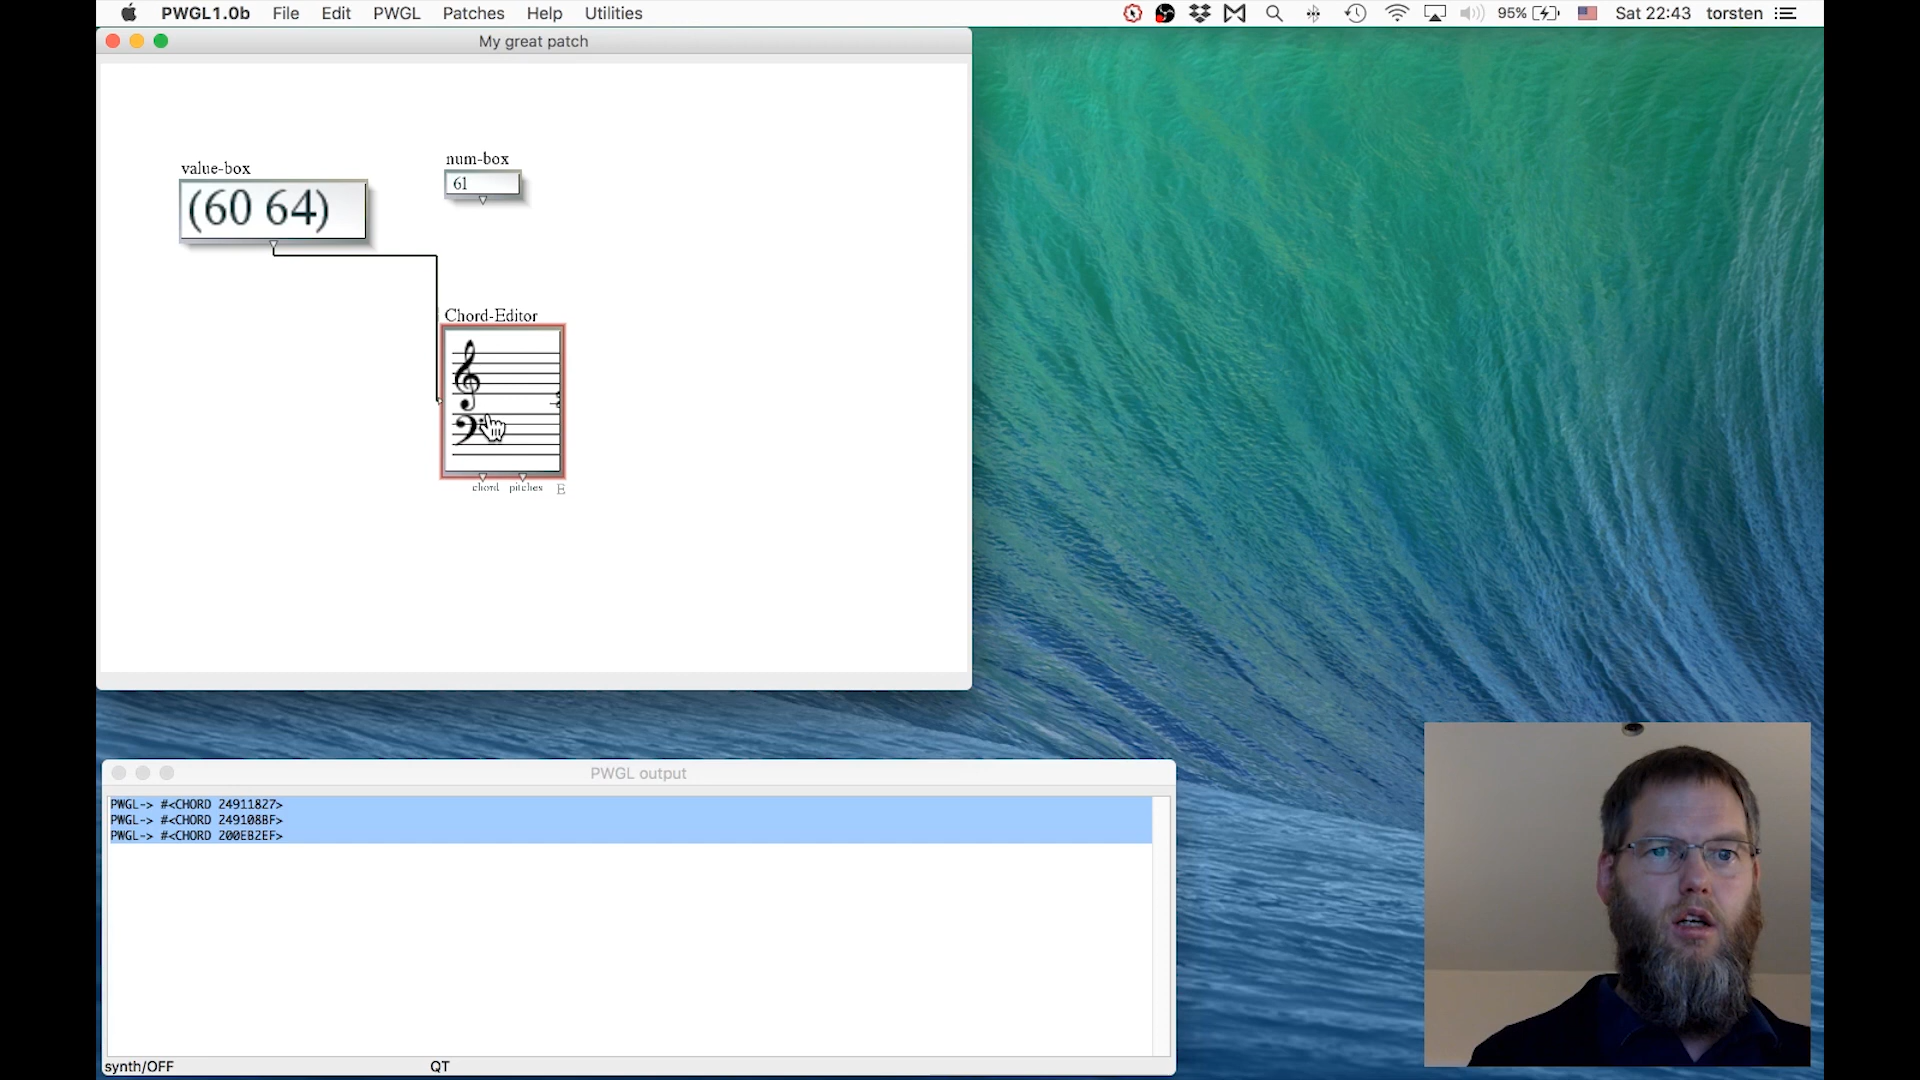 PWGL1.0b File Edit PWGL Patches Help Utilities 95% Sat 22:43 torsten
My great patch
value-box
(60 64)
num-box
61
Chord-Editor
chord pitches E
PWGL output
PWGL-> #<CHORD 24911827>
PWGL-> #<CHORD 249108BF>
PWGL-> #<CHORD 200EB2EF>
synth/OFF QT